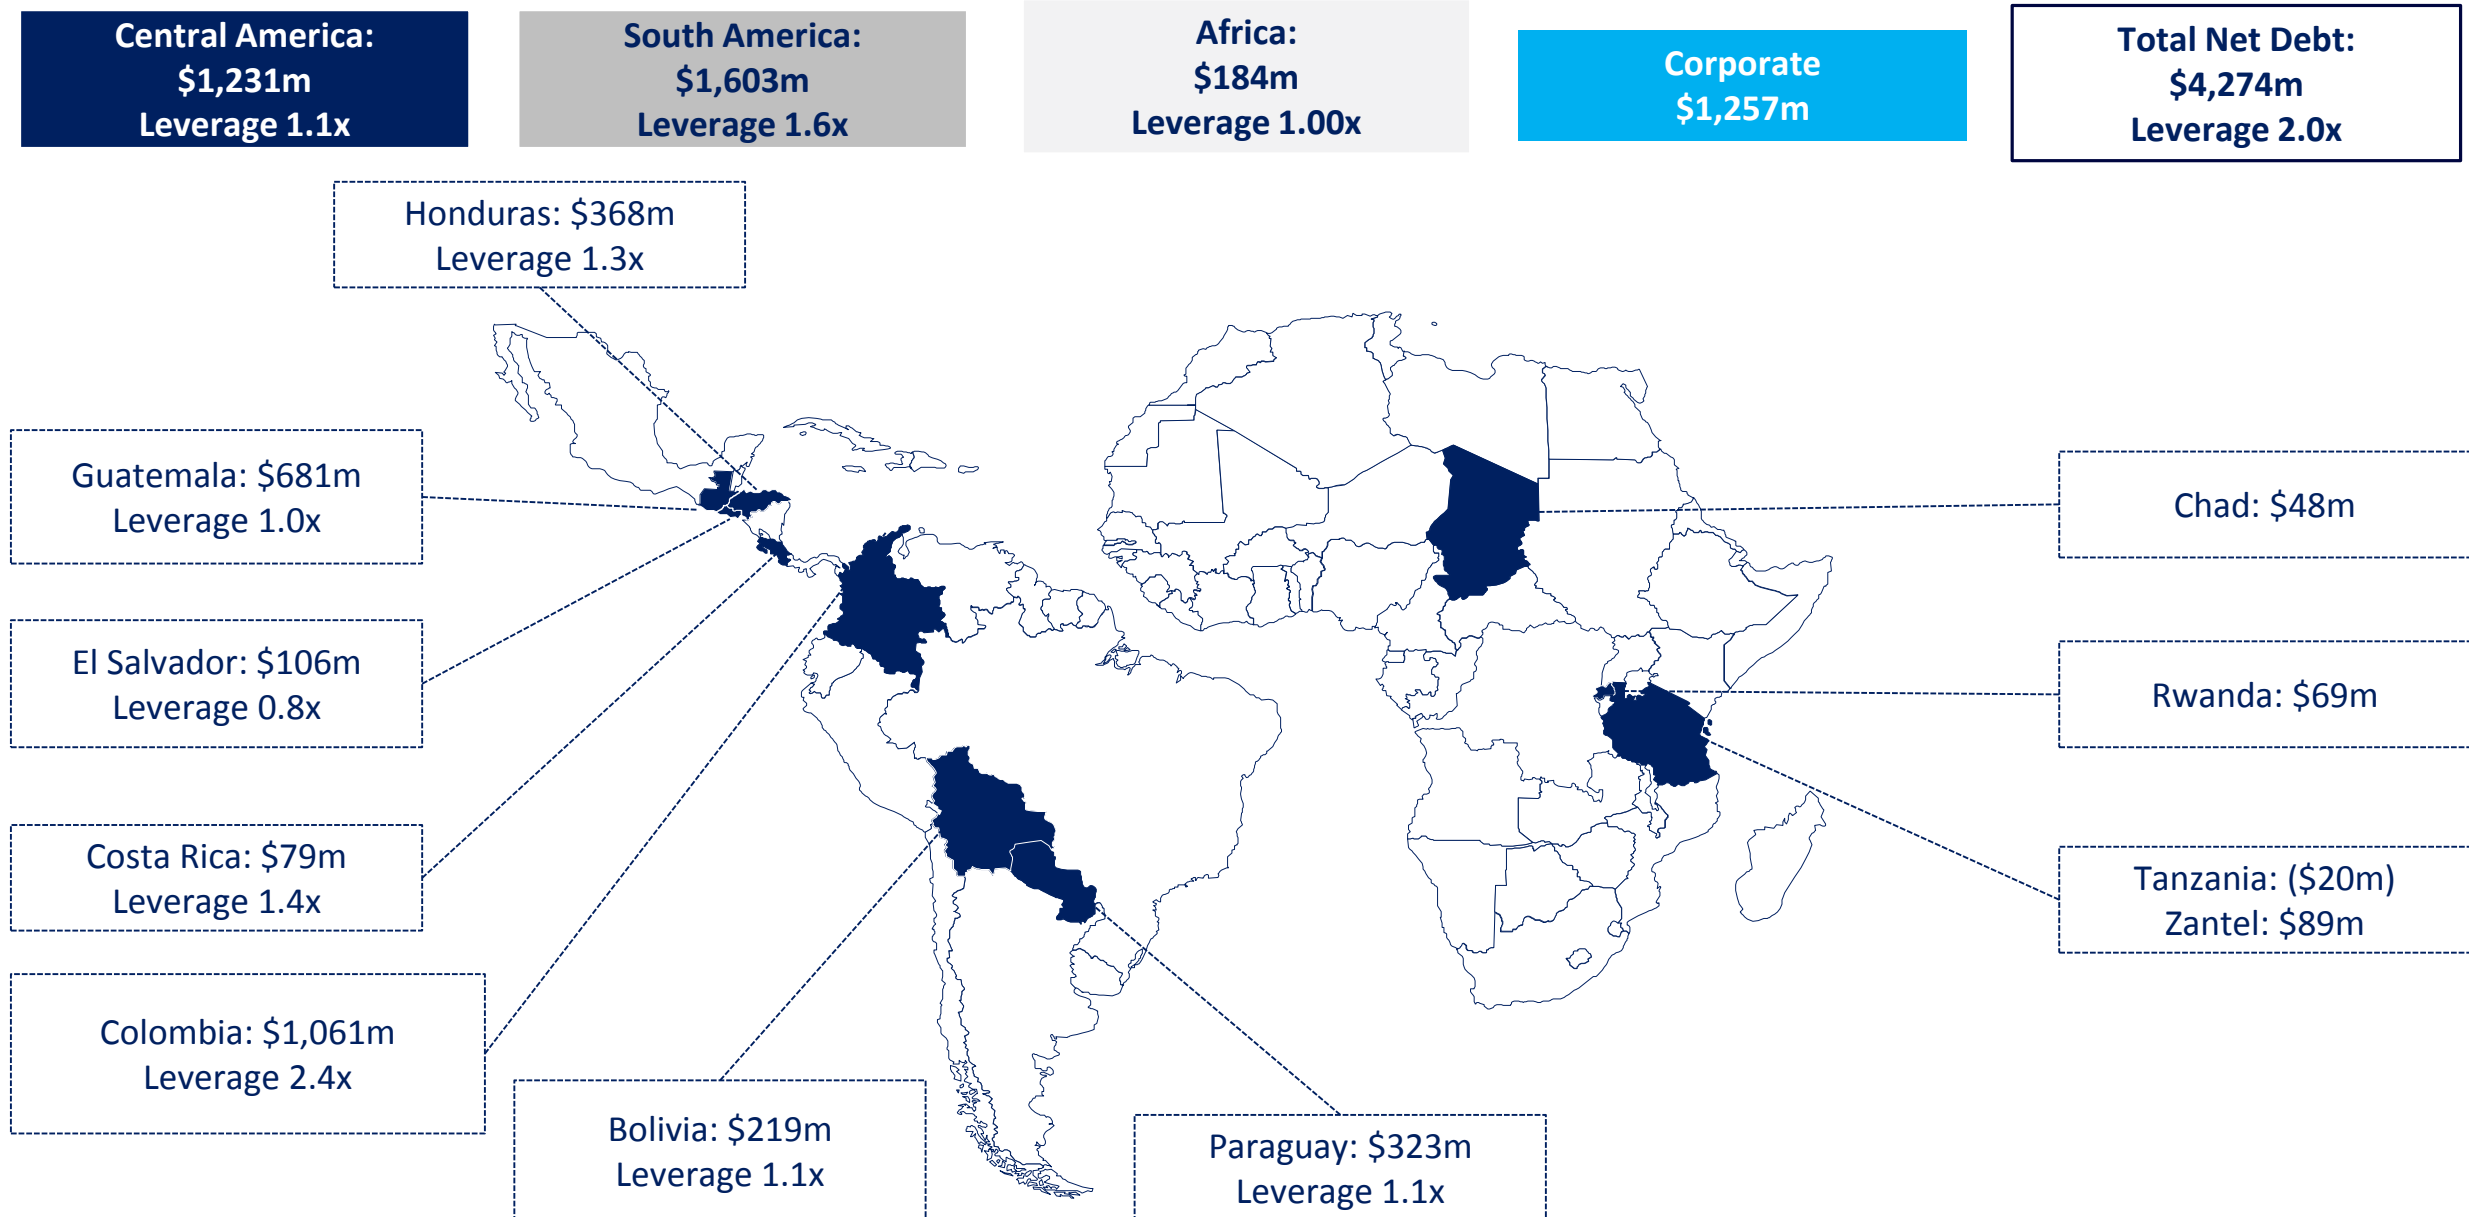 Central America:
$1,231m
Leverage 1.1x
South America:
$1,603m
Leverage 1.6x
Africa:
$184m
Leverage 1.00x
Corporate
$1,257m
Total Net Debt:
$4,274m
Leverage 2.0x
Honduras: $368m
Leverage 1.3x
Guatemala: $681m
Leverage 1.0x
El Salvador: $106m
Leverage 0.8x
Costa Rica: $79m
Leverage 1.4x
Colombia: $1,061m
Leverage 2.4x
Bolivia: $219m
Leverage 1.1x
Paraguay: $323m
Leverage 1.1x
Chad: $48m
Rwanda: $69m
Tanzania: ($20m)
Zantel: $89m